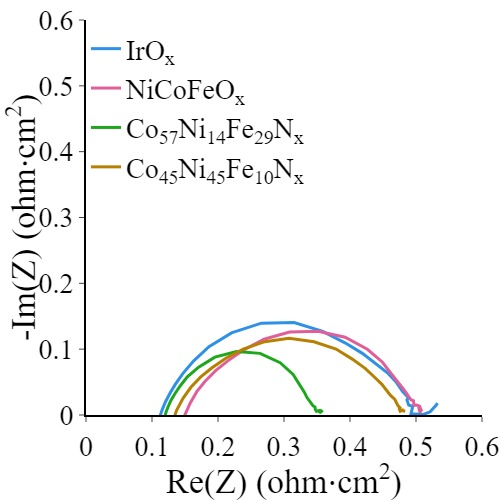 0.6
0.5
0.4
0.3
0.2
0.1
0
-Im(Z) (ohm·cm²)
IrOₓ
NiCoFeOₓ
Co₅₇Ni₁₄Fe₂₉Nₓ
Co₄₅Ni₄₅Fe₁₀Nₓ
0 0.1 0.2 0.3 0.4 0.5 0.6
Re(Z) (ohm·cm²)